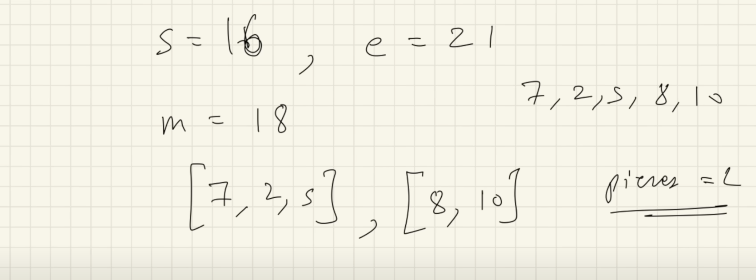 s = 16, e = 21
7, 2, 5, 8, 10
m = 18
[7, 2, 5], [8, 10] pieces = 2